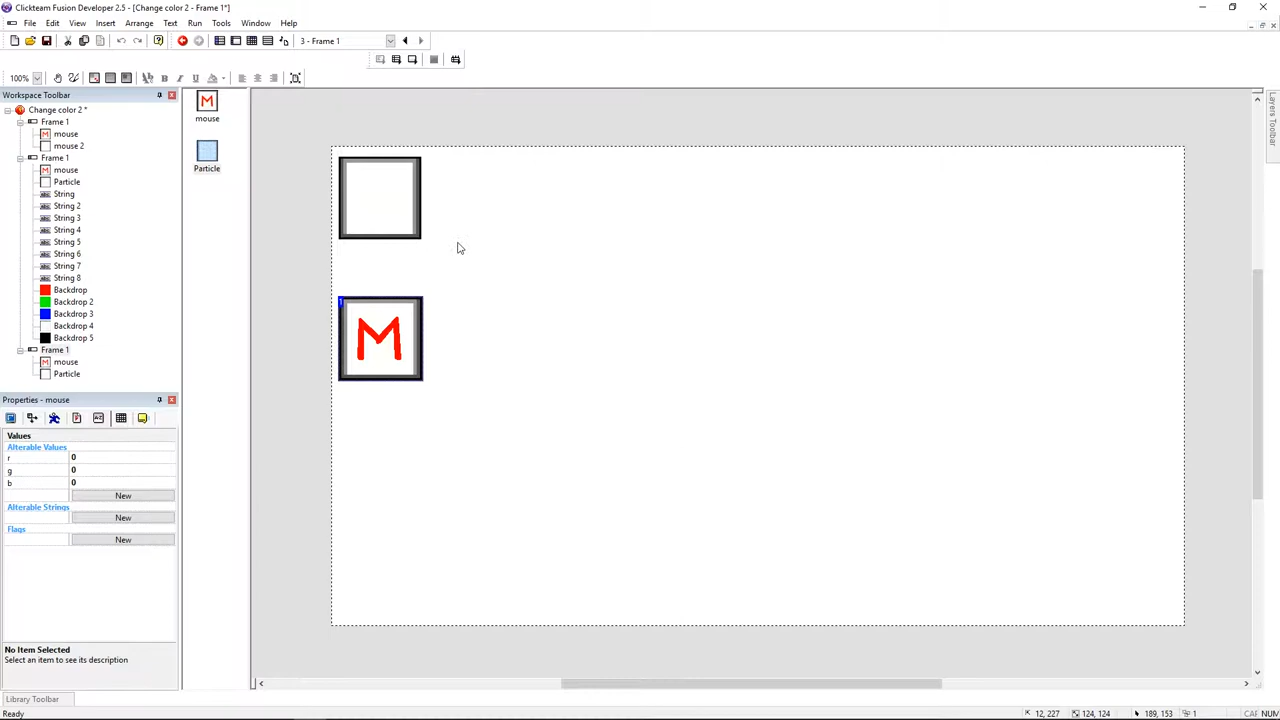 Clickteam Fusion Developer 2.5 - [Change color 2 - Frame 1*]
File Edit View Insert Arrange Text Run Tools Window Help
3 - Frame 1
100%
Workspace Toolbar
Change color 2 *
Frame 1
mouse
mouse 2
Frame 1
mouse
Particle
String
String 2
String 3
String 4
String 5
String 6
String 7
String 8
Backdrop
Backdrop 2
Backdrop 3
Backdrop 4
Backdrop 5
Frame 1
mouse
Particle
Properties - mouse
Values
Alterable Values
r 0
g 0
b 0
New
Alterable Strings
New
Flags
New
No Item Selected
Select an item to see its description
Library Toolbar
Ready
mouse
Particle
M
Layers Toolbar
12, 227 124, 124 189, 153 1 NUM